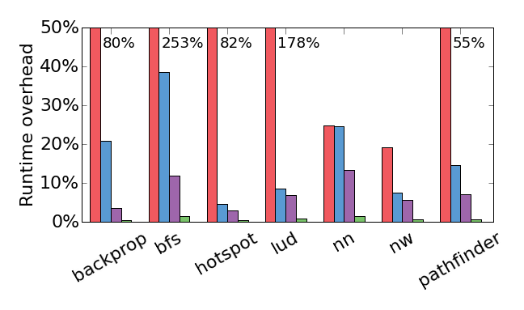 50%
40%
30%
20%
10%
0%
Runtime overhead
80%
253%
82%
178%
55%
backprop
bfs
hotspot
lud
nn
nw
pathfinder